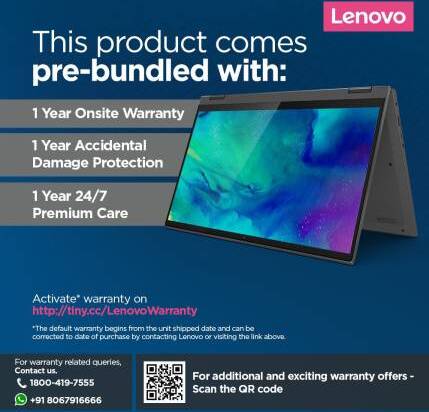 Lenovo
This product comes
pre-bundled with:
1 Year Onsite Warranty
1 Year Accidental
Damage Protection
1 Year 24/7
Premium Care
Activate* warranty on
http://tiny.cc/LenovoWarranty
*The default warranty begins from the unit shipped date and can be
corrected to date of purchase by contacting Lenovo or visiting the link above.
For warranty related queries,
Contact us.
1800-419-7555
+91 8067916666
For additional and exciting warranty offers -
Scan the QR code